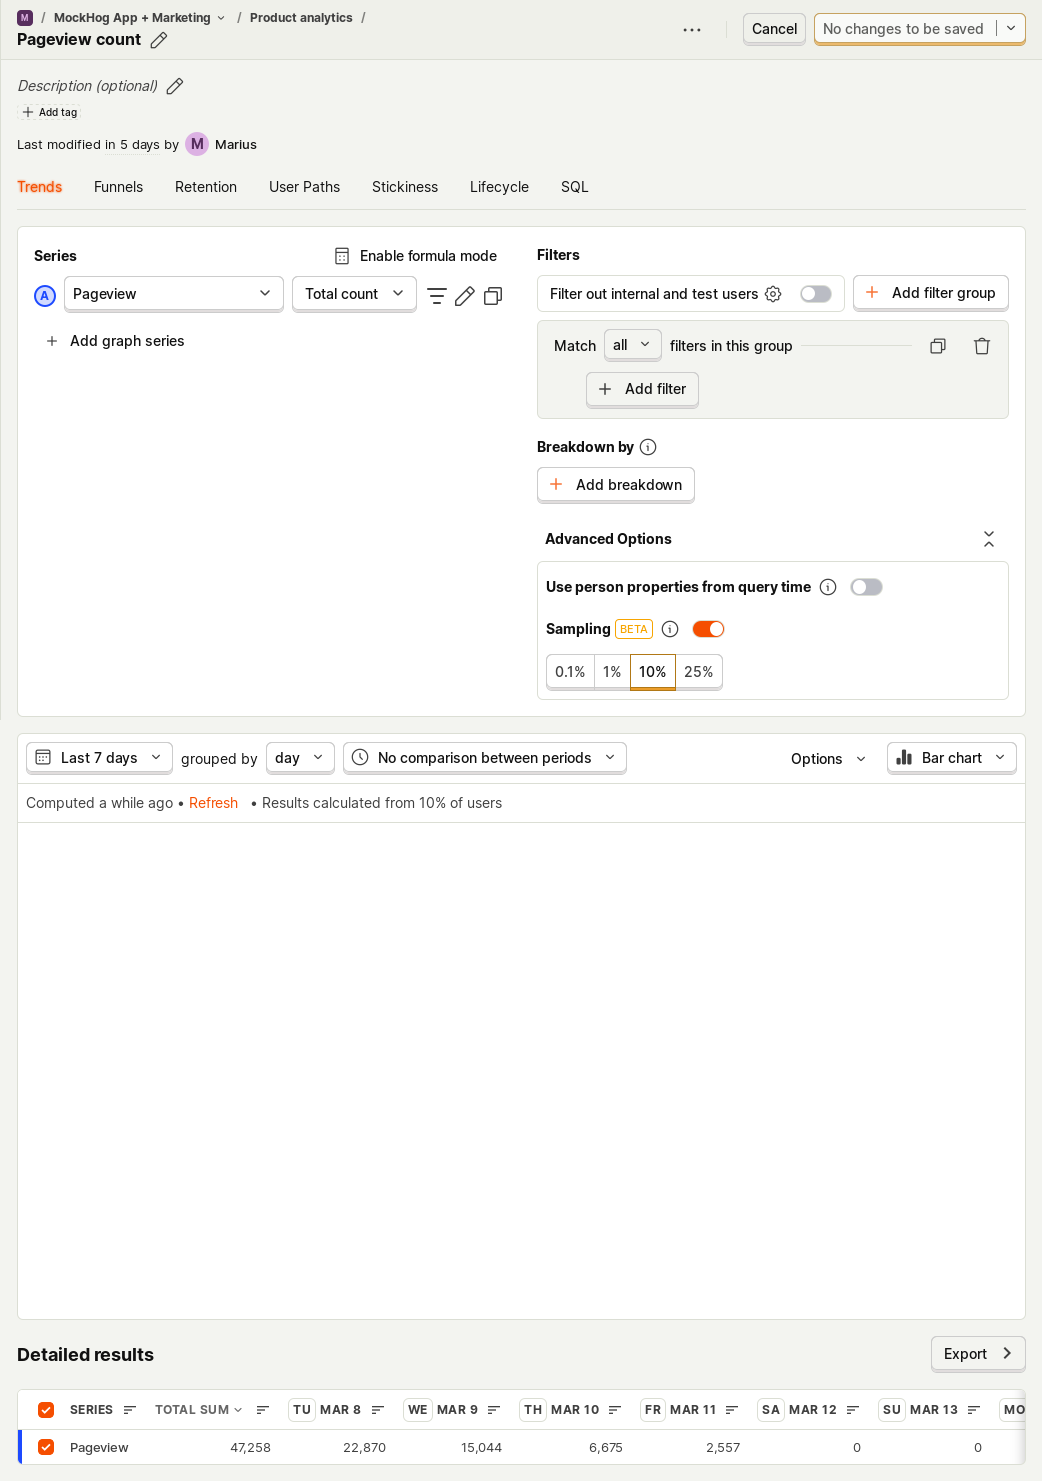 M / MockHog App + Marketing / Product analytics /
Pageview count
Cancel
No changes to be saved
Description (optional)
Add tag
Last modified in 5 days by M Marius
Trends Funnels Retention User Paths Stickiness Lifecycle SQL
Series
Enable formula mode
A Pageview Total count
Add graph series
Filters
Filter out internal and test users
Add filter group
Match all filters in this group
Add filter
Breakdown by
Add breakdown
Advanced Options
Use person properties from query time
Sampling BETA
0.1% 1% 10% 25%
Last 7 days grouped by day No comparison between periods Options Bar chart
Computed a while ago • Refresh • Results calculated from 10% of users
Detailed results
Export
SERIES TOTAL SUM TU MAR 8 WE MAR 9 TH MAR 10 FR MAR 11 SA MAR 12 SU MAR 13 MO
Pageview 47,258 22,870 15,044 6,675 2,557 0 0